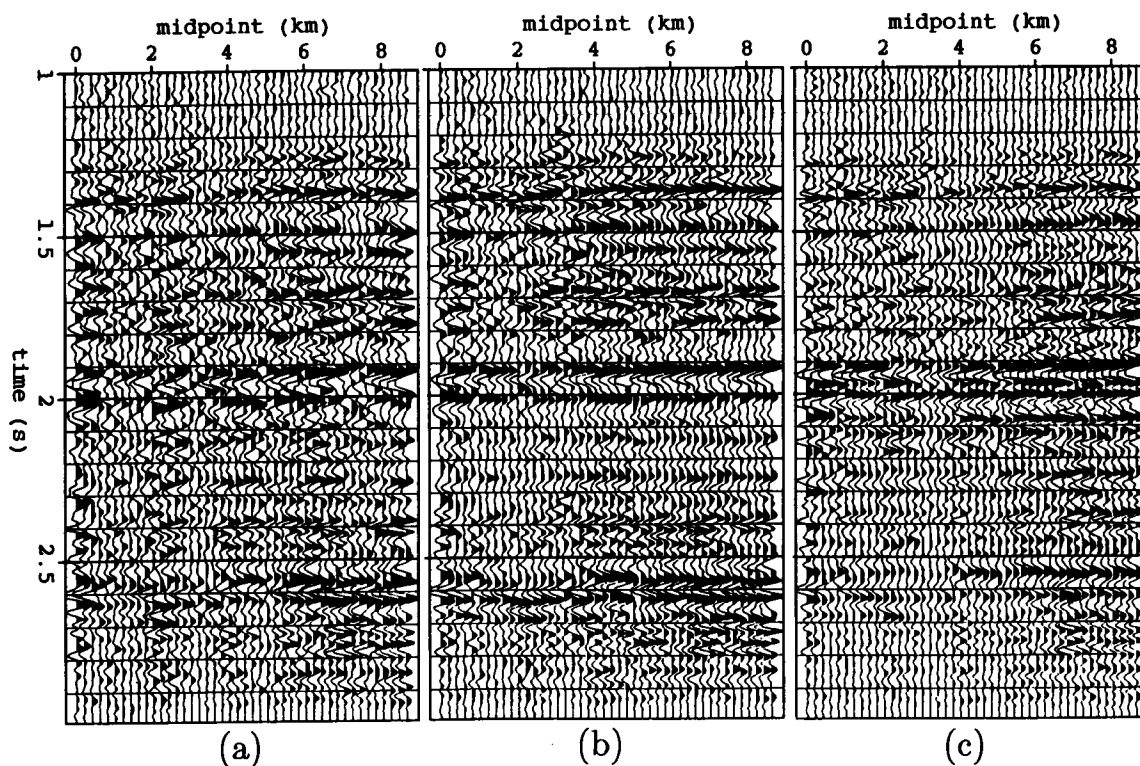 midpoint (km)
0 2 4 6 8
midpoint (km)
0 2 4 6 8
midpoint (km)
0 2 4 6 8
1
1.5
2
2.5
time (s)
(a)
(b)
(c)